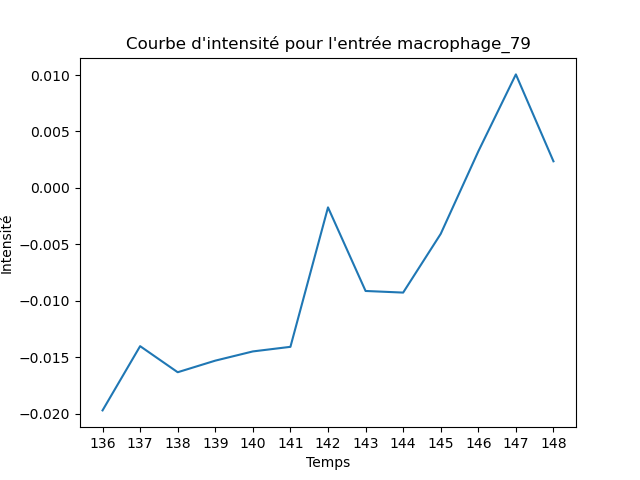 Courbe d'intensité pour l'entrée macrophage_79
0.010
0.005
0.000
−0.005
−0.010
−0.015
−0.020
Intensité
136 137 138 139 140 141 142 143 144 145 146 147 148
Temps